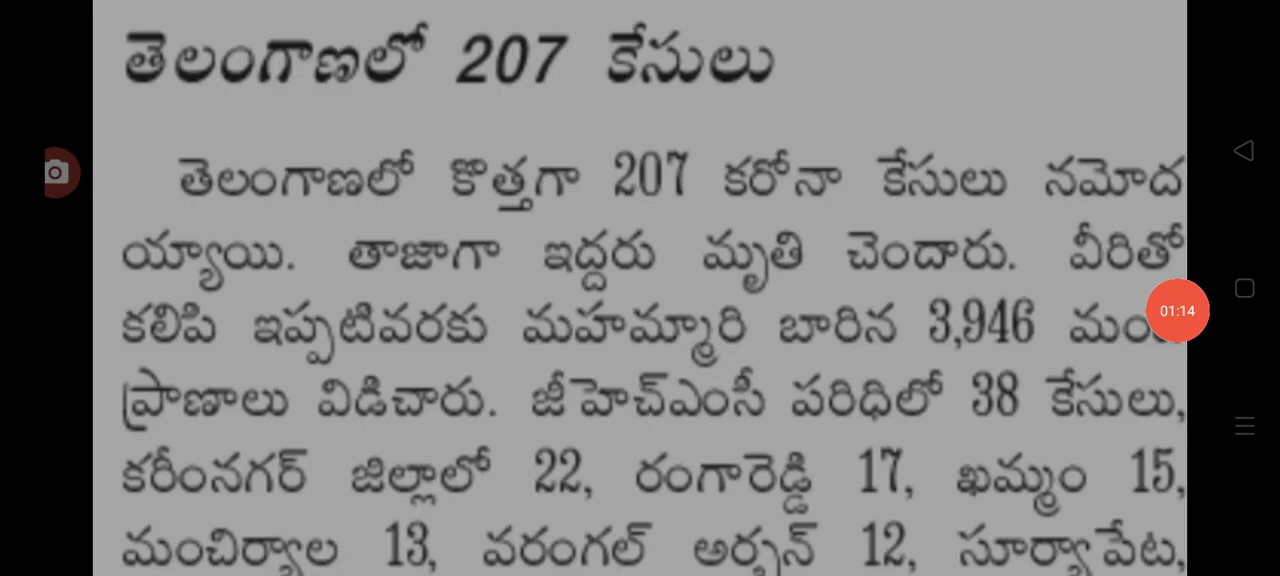 తెలంగాణలో 207 కేసులు
తెలంగాణలో కొత్తగా 207 కరోనా కేసులు నమోద
య్యాయి. తాజాగా ఇద్దరు మృతి చెందారు. వీరితో
కలిపి ఇప్పటివరకు మహమ్మారి బారిన 3,946
01:14
ప్రాణాలు విడిచారు. జీహెచ్ఎంసీ పరిధిలో 38 కేసులు,
కరీంనగర్ జిల్లాలో 22, రంగారెడ్డి 17, ఖమ్మం 15,
మంచిర్యాల 13, వరంగల్ అర్బన్ 12, సూర్యాపేట,